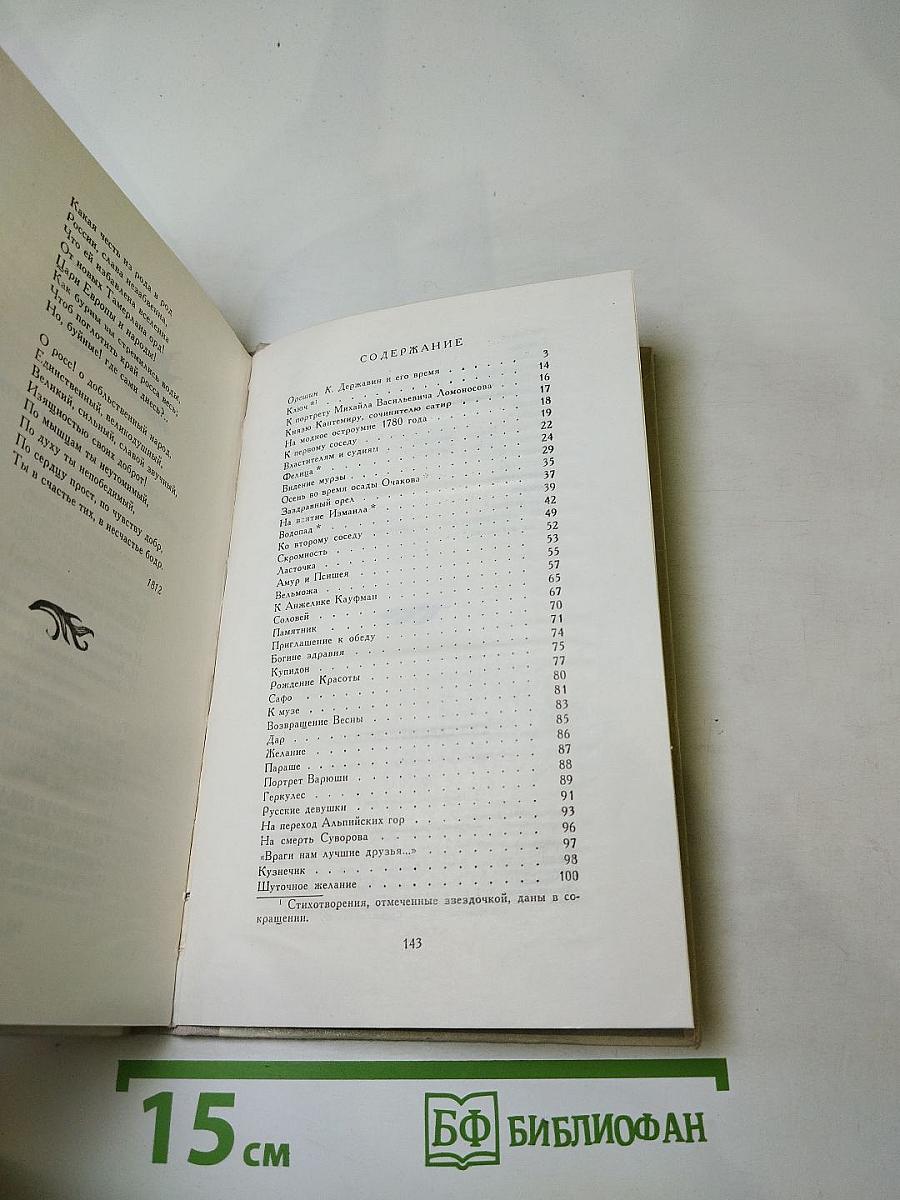 Какая честь из рода в род
России, слава незабвенна,
Что ей избавлена вселенна
От новых Тамерлана орд!
Цари Европы и народы!
Как бурны вы стремились воды,
Чтоб поглотить край росса весь;
Но, буйные! где сами днесь?
О росс! о добльственный народ,
Единственный, великодушный,
Великий, сильный, славой звучный,
Изящностью своих доброт!
По мышцам ты неутомимый,
По духу ты непобедимый,
По сердцу прост, по чувству добр,
Ты в счастье тих, в несчастье бодр.
1812
СОДЕРЖАНИЕ
Орешин К. Державин и его время . . . . . 3
Ключ *¹ . . . . . 14
К портрету Михайла Васильевича Ломоносова . 16
Князю Кантемиру, сочинителю сатир . . . . . 17
На модное остроумие 1780 года . . . . . 18
К первому соседу . . . . . 19
Властителям и судиям . . . . . 22
Фелица * . . . . . 24
Видение мурзы . . . . . 29
Осень во время осады Очакова * . . . . . 35
Заздравный орел . . . . . 37
На взятие Измаила * . . . . . 39
Водопад * . . . . . 42
Ко второму соседу . . . . . 49
Скромность . . . . . 52
Ласточка . . . . . 53
Амур и Псишея . . . . . 55
Вельможа . . . . . 57
К Анжелике Кауфман . . . . . 65
Соловей . . . . . 67
Памятник . . . . . 70
Приглашение к обеду . . . . . 71
Богине здравия . . . . . 74
Купидон . . . . . 75
Рождение Красоты . . . . . 77
Сафо . . . . . 80
К музе . . . . . 81
Возвращение Весны . . . . . 83
Дар . . . . . 85
Желание . . . . . 86
Параше . . . . . 87
Портрет Варюши . . . . . 88
Геркулес . . . . . 89
Русские девушки . . . . . 91
На переход Альпийских гор . . . . . 93
На смерть Суворова . . . . . 96
«Враги нам лучшие друзья...» . . . . . 97
Кузнечик . . . . . 98
Шуточное желание . . . . . 100
¹ Стихотворения, отмеченные звездочкой, даны в со-
кращении.
143
15 см
БФ БИБЛИОФАН